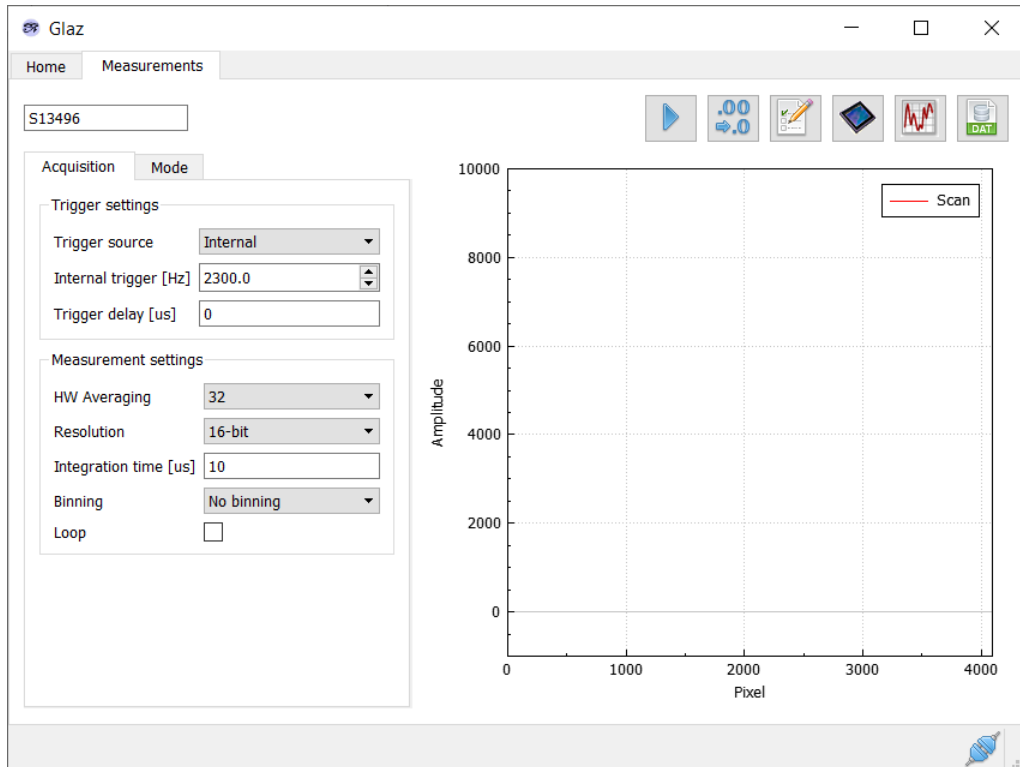 Glaz
Home Measurements
S13496
.00
.0
DAT
Acquisition Mode
Trigger settings
Trigger source Internal
Internal trigger [Hz] 2300.0
Trigger delay [us] 0
Measurement settings
HW Averaging 32
Resolution 16-bit
Integration time [us] 10
Binning No binning
Loop
10000
8000
6000
4000
2000
0
Amplitude
Scan
0 1000 2000 3000 4000
Pixel